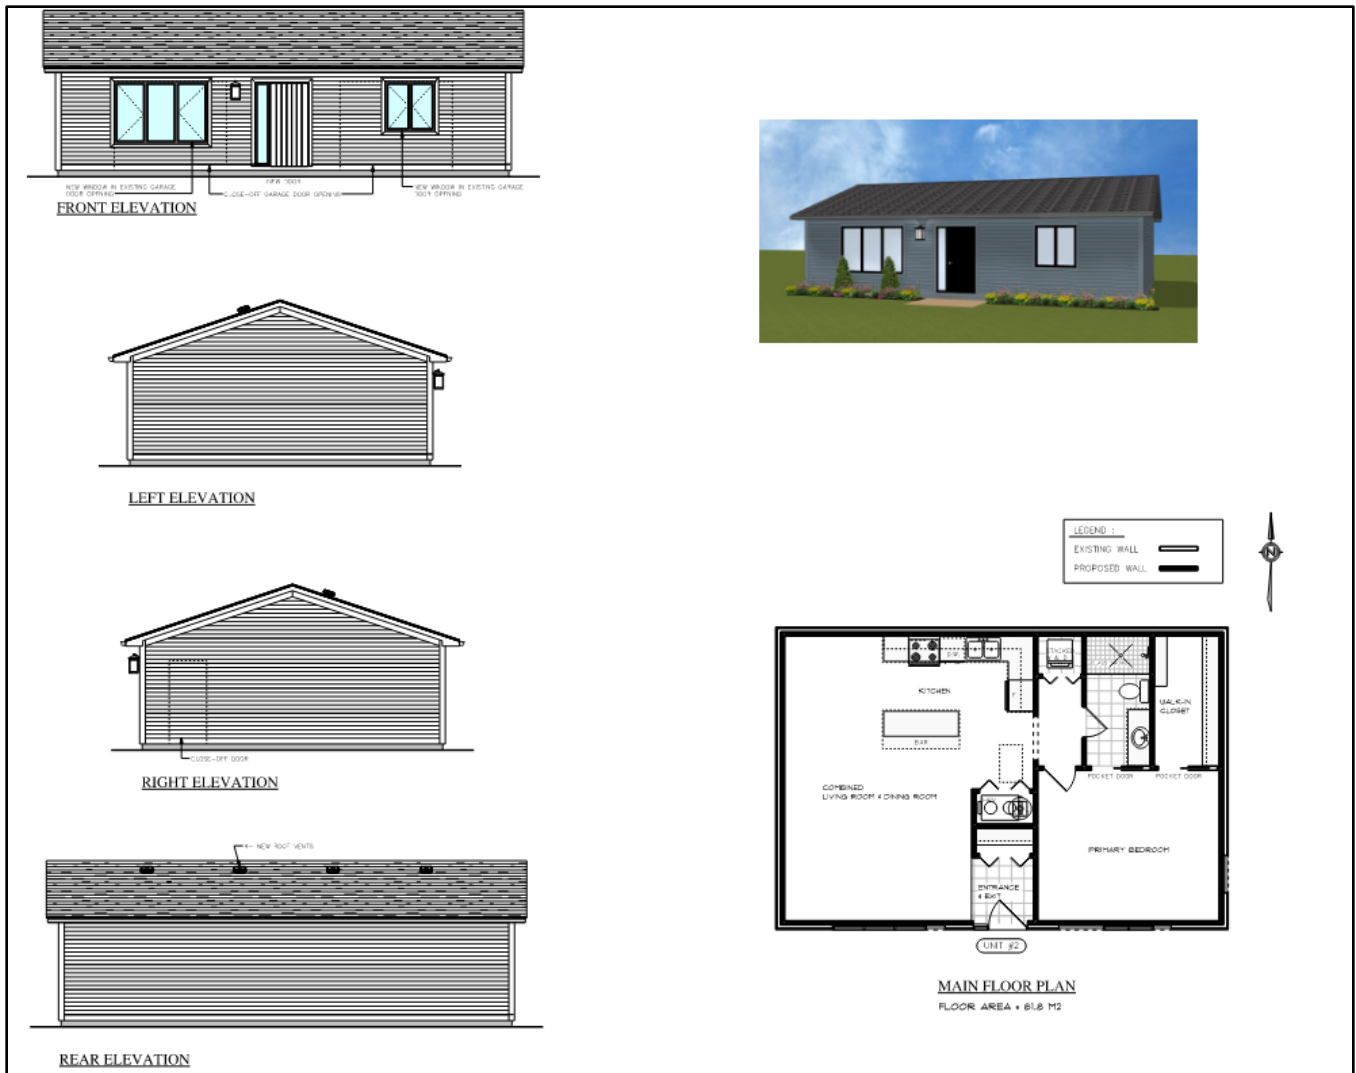 NEW WINDOW IN EXISTING GARAGE
DOOR OPENING
NEW DOOR
CLOSE-OFF GARAGE DOOR OPENING
NEW WINDOW IN EXISTING GARAGE
DOOR OPENING
FRONT ELEVATION
LEFT ELEVATION
CLOSE-OFF DOOR
RIGHT ELEVATION
NEW ROOF VENTS
REAR ELEVATION
LEGEND :
EXISTING WALL
PROPOSED WALL
N
STACKED
D.W.
KITCHEN
F
WALK-IN
CLOSET
BAR
POCKET DOOR
POCKET DOOR
COMBINED
LIVING ROOM & DINING ROOM
PRIMARY BEDROOM
ENTRANCE
& EXIT
UNIT #2
MAIN FLOOR PLAN
FLOOR AREA = 81.8 M2